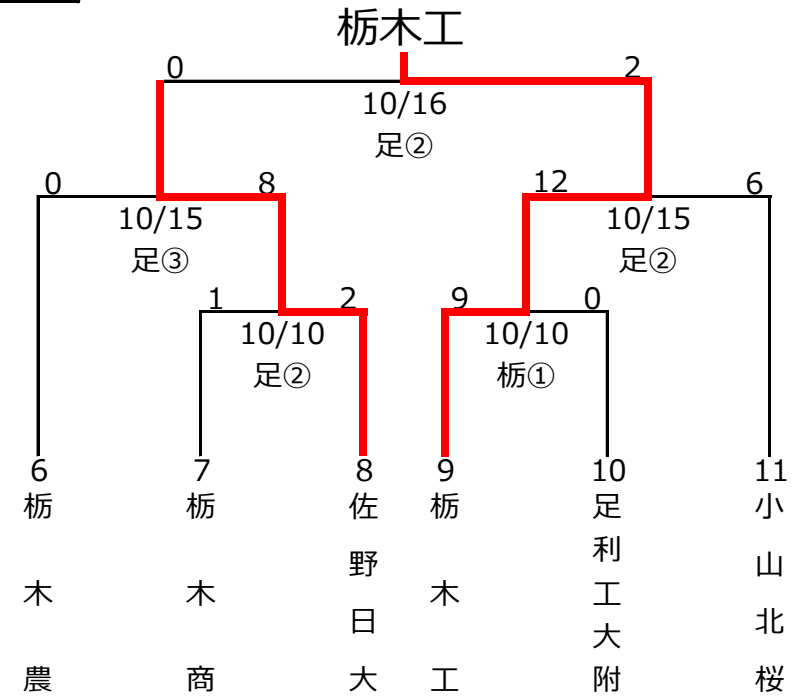 栃木工
0 2
10/16
足②
0 8 12 6
10/15 10/15
足③ 足②
1 2 9 0
10/10 10/10
足② 栃①
6 7 8 9 10 11
栃木農
栃木商
佐野日大
栃木工
足利工大附
小山北桜